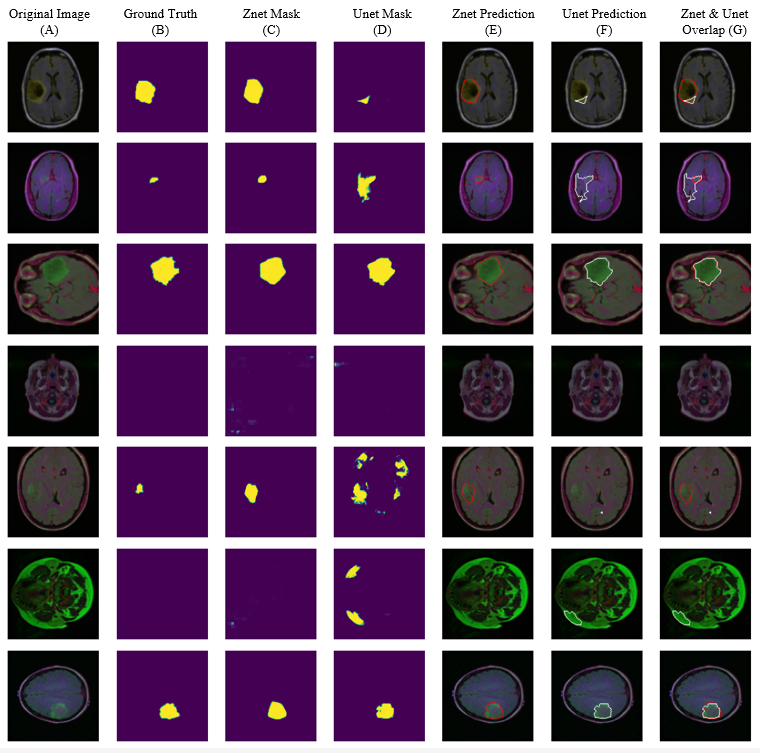 Original Image Ground Truth Znet Mask Unet Mask Znet Prediction Unet Prediction Znet & Unet
(A) (B) (C) (D) (E) (F) Overlap (G)